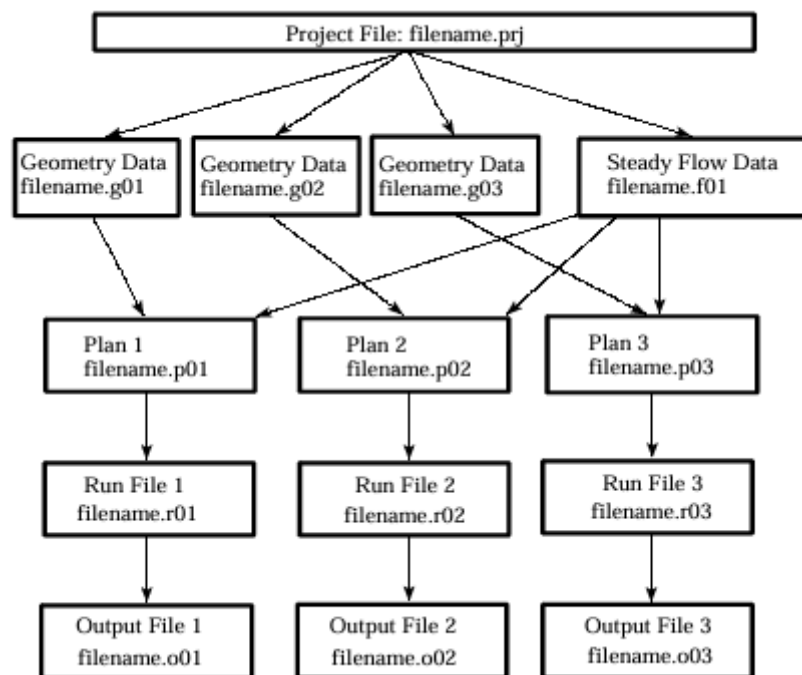 Project File: filename.prj
Geometry Data
filename.g01
Geometry Data
filename.g02
Geometry Data
filename.g03
Steady Flow Data
filename.f01
Plan 1
filename.p01
Plan 2
filename.p02
Plan 3
filename.p03
Run File 1
filename.r01
Run File 2
filename.r02
Run File 3
filename.r03
Output File 1
filename.o01
Output File 2
filename.o02
Output File 3
filename.o03